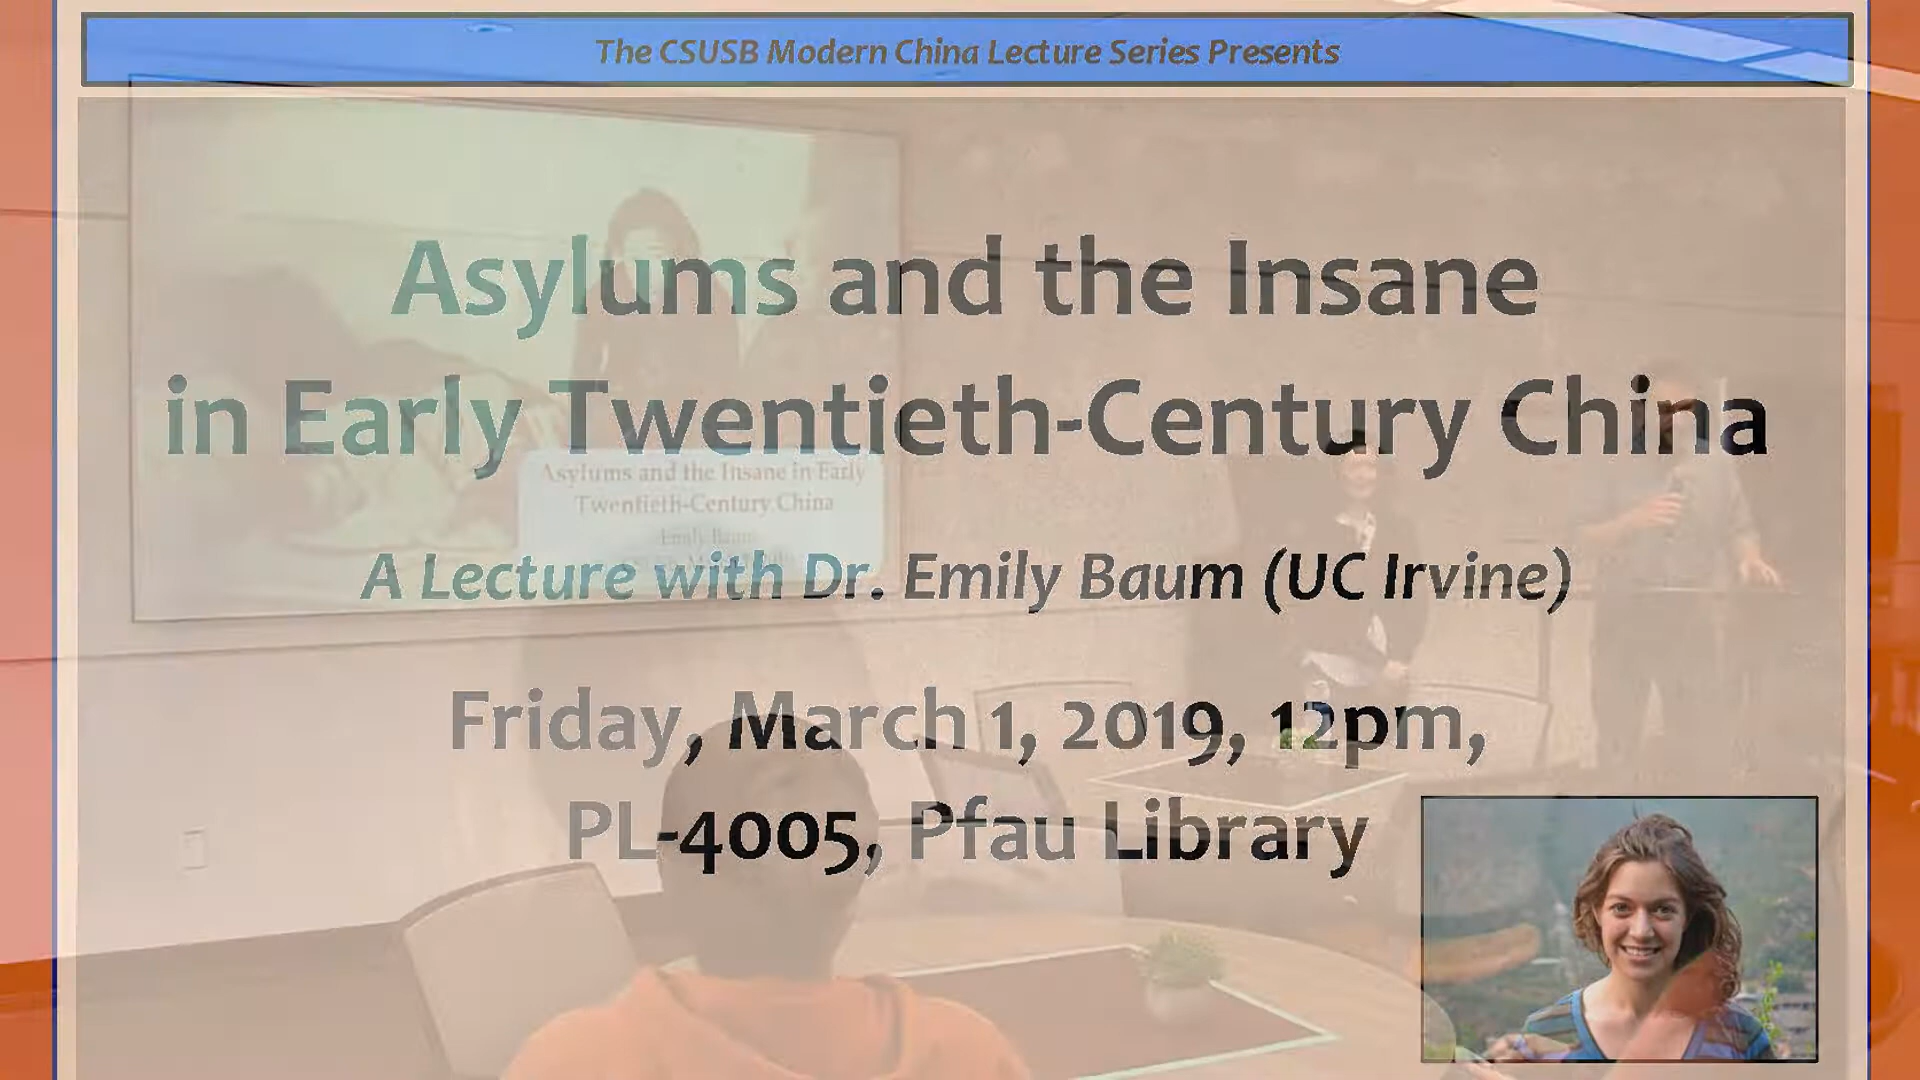 The CSUSB Modern China Lecture Series Presents
Asylums and the Insane
in Early Twentieth-Century China
Asylums and the Insane in Early
Twentieth-Century China
Emily Baum
A Lecture with Dr. Emily Baum (UC Irvine)
Friday, March 1, 2019, 12pm,
PL-4005, Pfau Library